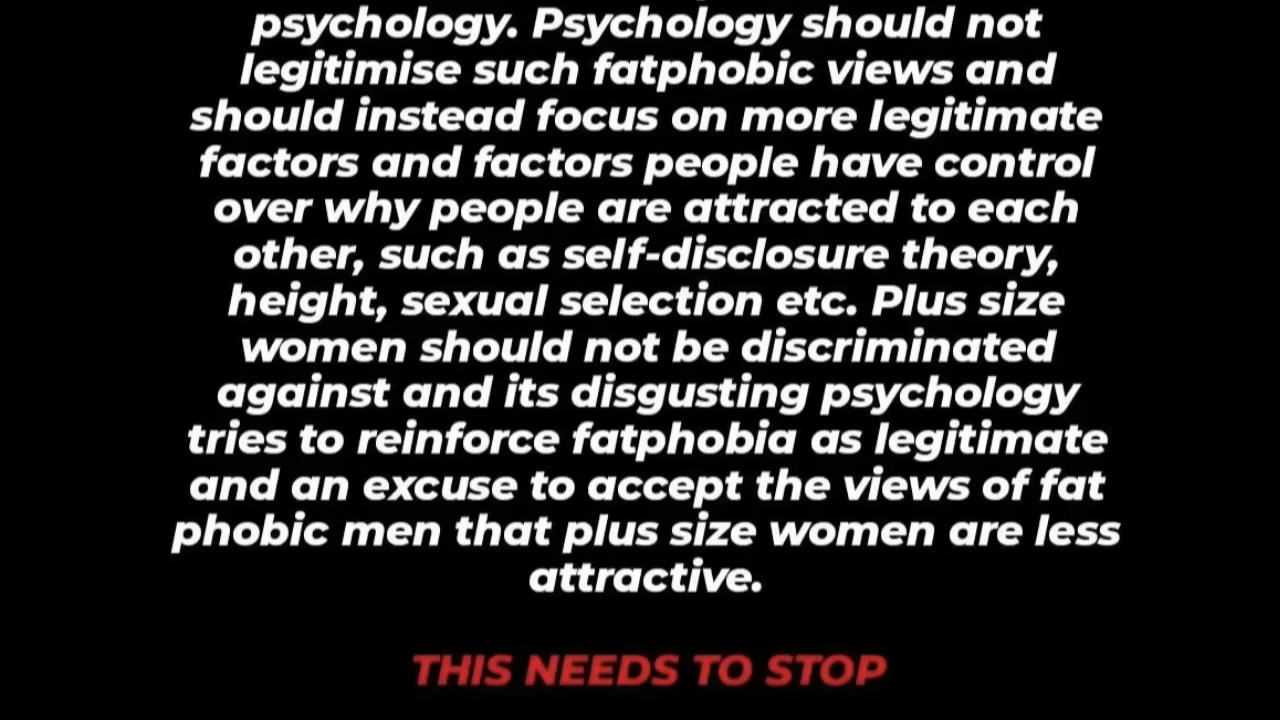 psychology. Psychology should not
legitimise such fatphobic views and
should instead focus on more legitimate
factors and factors people have control
over why people are attracted to each
other, such as self-disclosure theory,
height, sexual selection etc. Plus size
women should not be discriminated
against and its disgusting psychology
tries to reinforce fatphobia as legitimate
and an excuse to accept the views of fat
phobic men that plus size women are less
attractive.
THIS NEEDS TO STOP